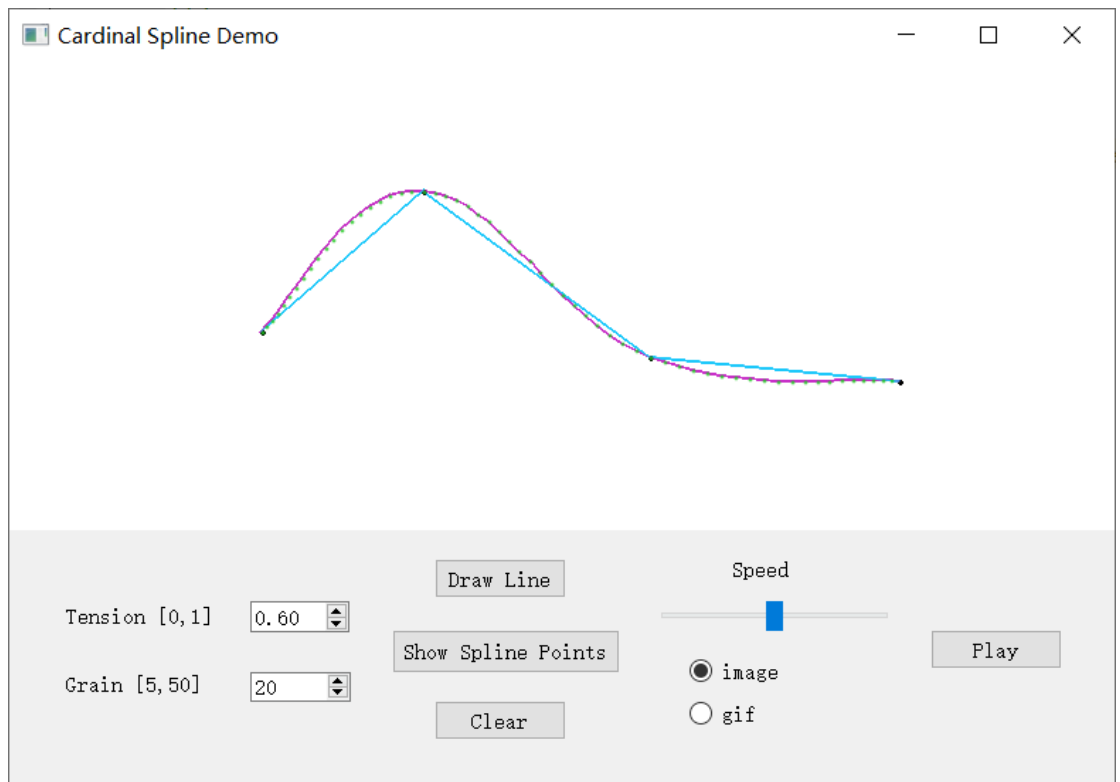 Cardinal Spline Demo
Draw Line
Speed
Tension [0,1]
0.60
Show Spline Points
Play
image
Grain [5,50]
20
gif
Clear